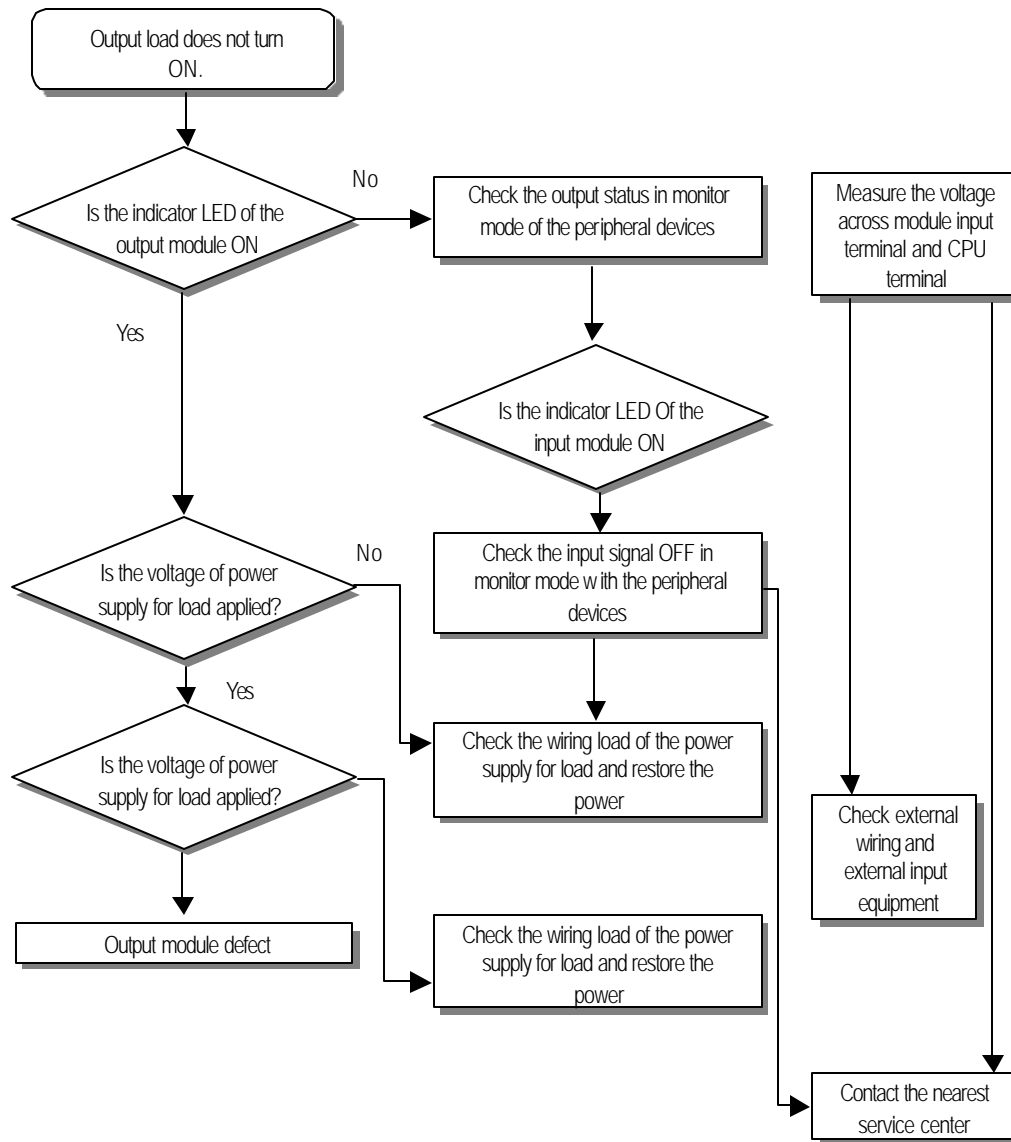 Output load does not turn
ON.
No
Is the indicator LED of the
output module ON
Check the output status in monitor
mode of the peripheral devices
Measure the voltage
across module input
terminal and CPU
terminal
Yes
Is the indicator LED Of the
input module ON
No
Is the voltage of power
supply for load applied?
Check the input signal OFF in
monitor mode with the peripheral
devices
Yes
Is the voltage of power
supply for load applied?
Check the wiring load of the power
supply for load and restore the
power
Check external
wiring and
external input
equipment
Output module defect
Check the wiring load of the power
supply for load and restore the
power
Contact the nearest
service center